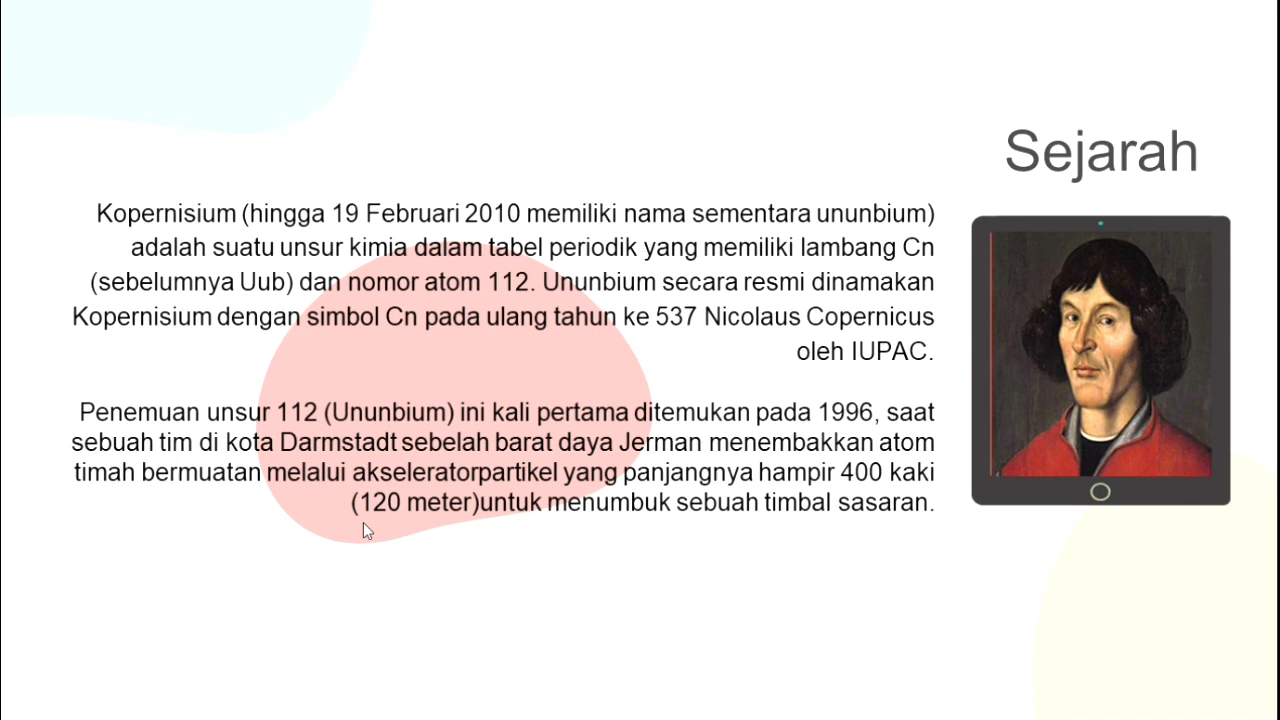 Sejarah
Kopernisium (hingga 19 Februari 2010 memiliki nama sementara ununbium)
adalah suatu unsur kimia dalam tabel periodik yang memiliki lambang Cn
(sebelumnya Uub) dan nomor atom 112. Ununbium secara resmi dinamakan
Kopernisium dengan simbol Cn pada ulang tahun ke 537 Nicolaus Copernicus
oleh IUPAC.
Penemuan unsur 112 (Ununbium) ini kali pertama ditemukan pada 1996, saat
sebuah tim di kota Darmstadt sebelah barat daya Jerman menembakkan atom
timah bermuatan melalui akseleratorpartikel yang panjangnya hampir 400 kaki
(120 meter)untuk menumbuk sebuah timbal sasaran.